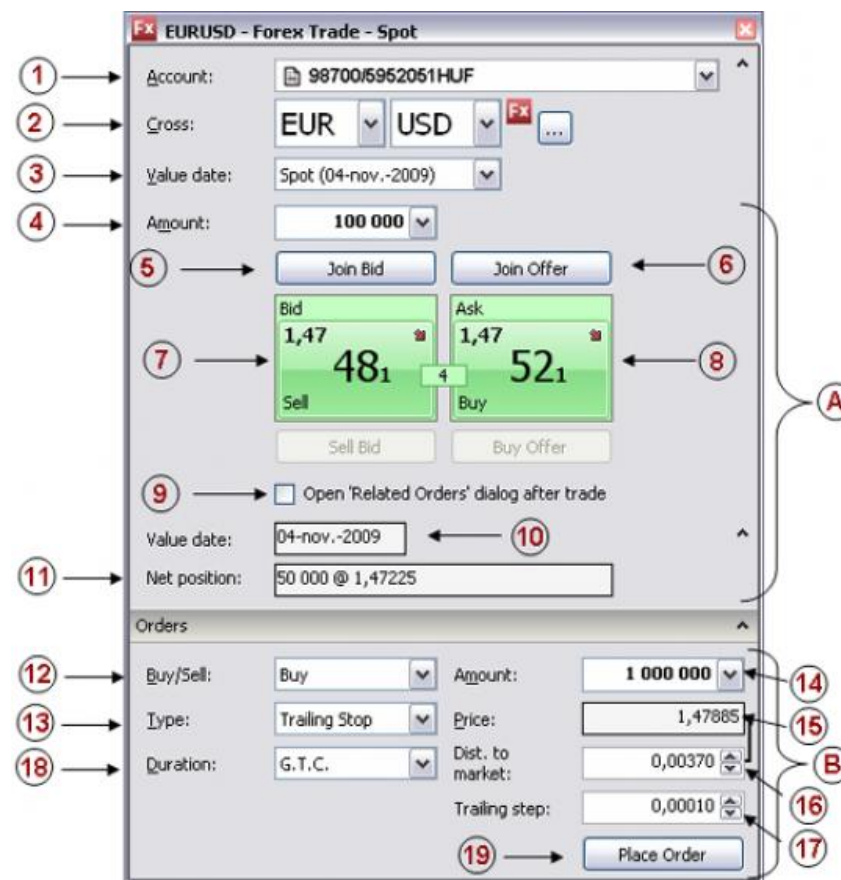 Fx EURUSD - Forex Trade - Spot
1 Account: 98700/5952051HUF
2 Cross: EUR USD Fx ...
3 Value date: Spot (04-nov.-2009)
4 Amount: 100 000
5 Join Bid Join Offer 6
Bid Ask
1,47 1,47
7 481 4 521 8
Sell Buy
A
Sell Bid Buy Offer
9 Open 'Related Orders' dialog after trade
Value date: 04-nov.-2009 10
11 Net position: 50 000 @ 1,47225
Orders
12 Buy/Sell: Buy Amount: 1 000 000 14
13 Type: Trailing Stop Price: 1,47885 15
18 Duration: G.T.C. Dist. to market: 0,00370 16
B
Trailing step: 0,00010 17
19 Place Order